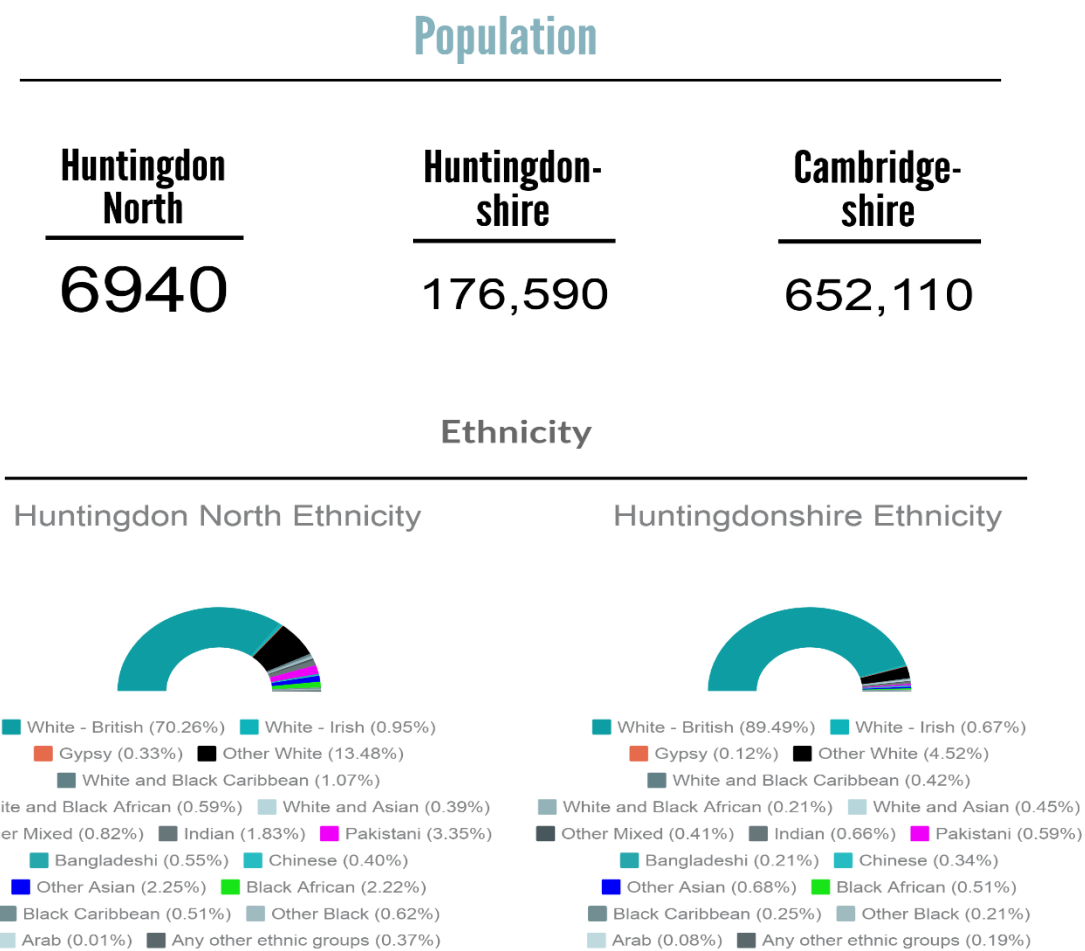 Population
Huntingdon
North
6940
Huntingdon-
shire
176,590
Cambridge-
shire
652,110
Ethnicity
Huntingdon North Ethnicity
White - British (70.26%) White - Irish (0.95%)
Gypsy (0.33%) Other White (13.48%)
White and Black Caribbean (1.07%)
and Black African (0.59%) White and Asian (0.39%)
Mixed (0.82%) Indian (1.83%) Pakistani (3.35%)
Bangladeshi (0.55%) Chinese (0.40%)
Other Asian (2.25%) Black African (2.22%)
Black Caribbean (0.51%) Other Black (0.62%)
Arab (0.01%) Any other ethnic groups (0.37%)
Huntingdonshire Ethnicity
White - British (89.49%) White - Irish (0.67%)
Gypsy (0.12%) Other White (4.52%)
White and Black Caribbean (0.42%)
White and Black African (0.21%) White and Asian (0.45%)
Other Mixed (0.41%) Indian (0.66%) Pakistani (0.59%)
Bangladeshi (0.21%) Chinese (0.34%)
Other Asian (0.68%) Black African (0.51%)
Black Caribbean (0.25%) Other Black (0.21%)
Arab (0.08%) Any other ethnic groups (0.19%)